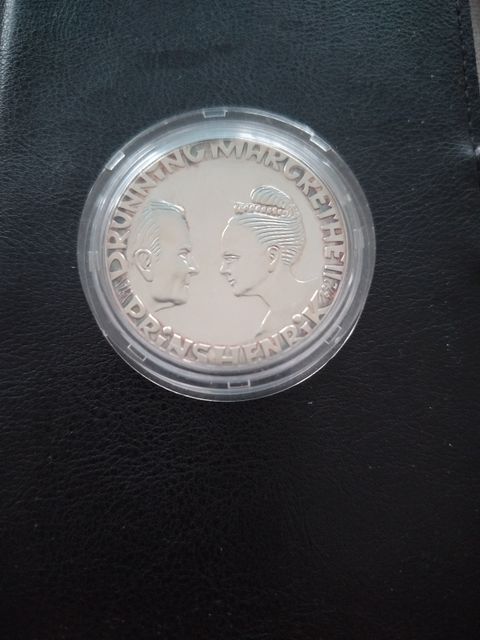 DRONNING MARGRETHE II
PRINS HENRIK